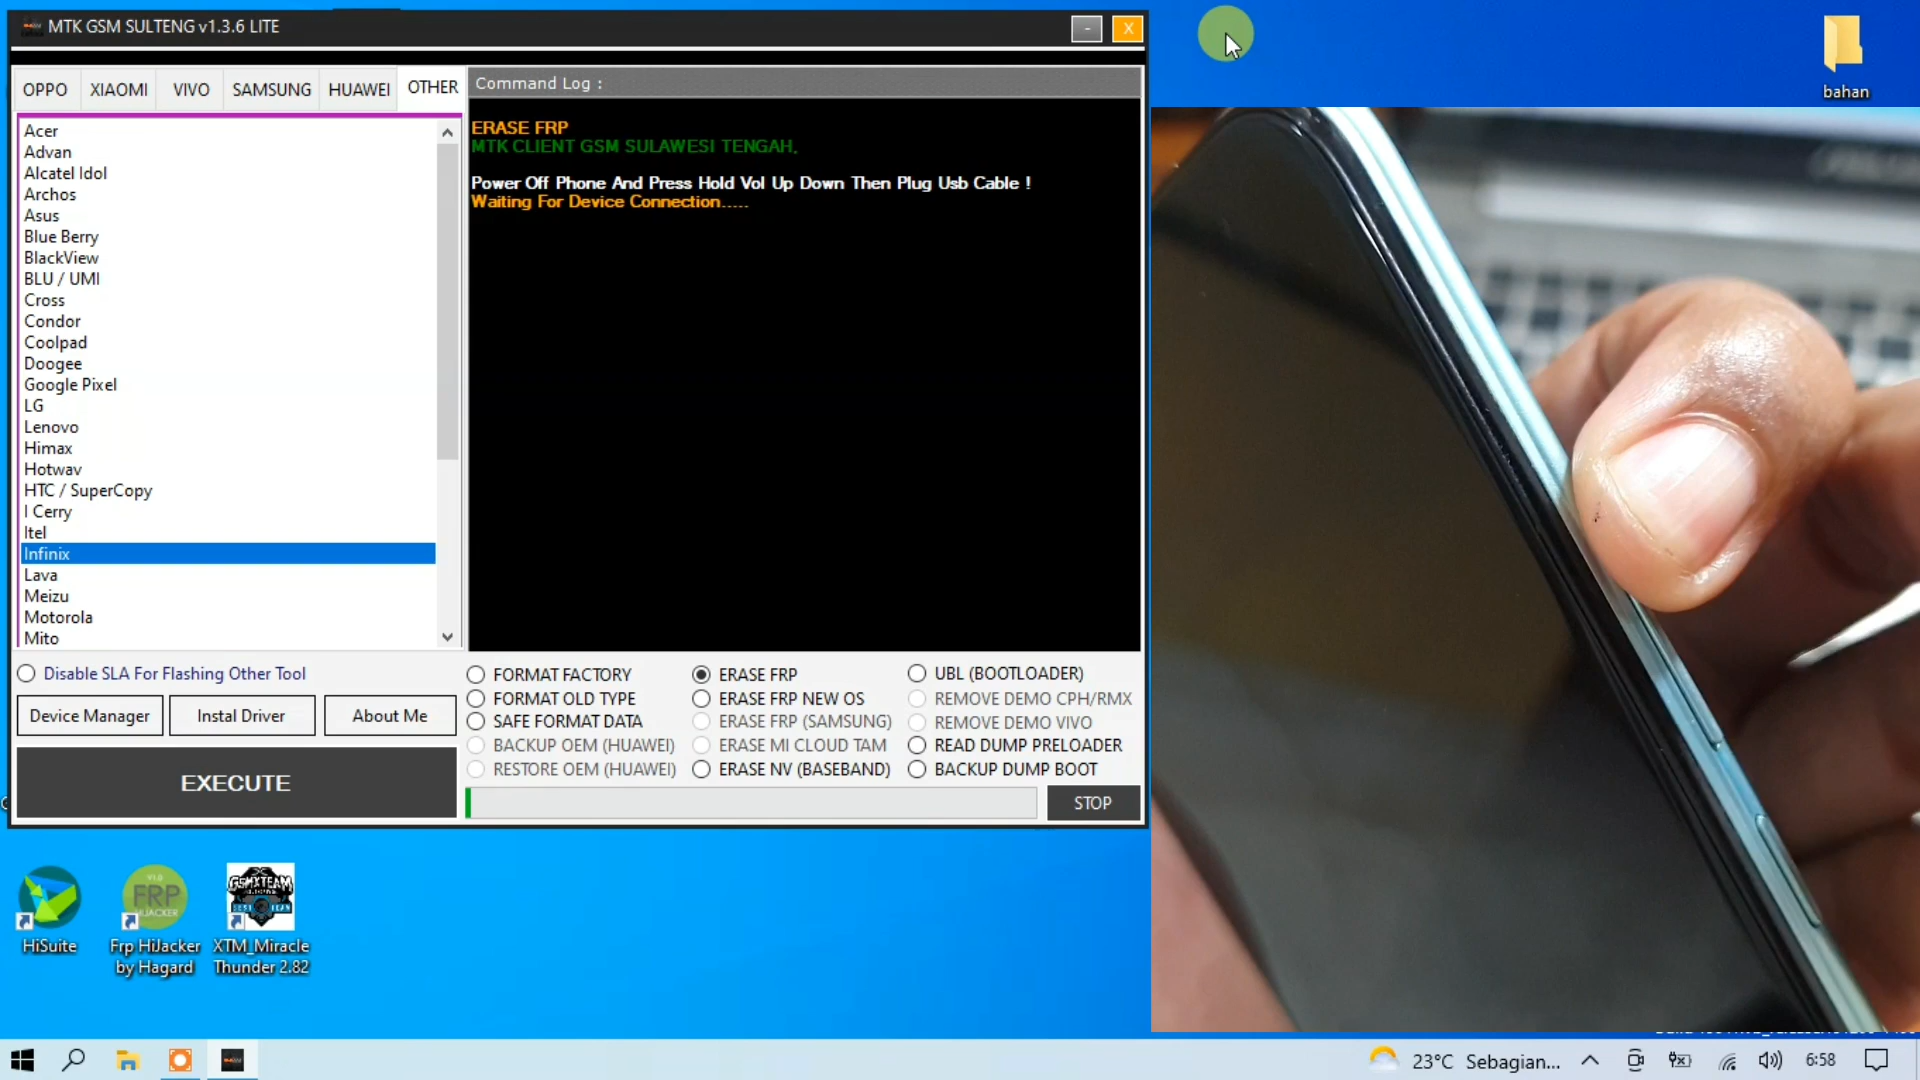 MTK GSM SULTENG v1.3.6 LITE
-
X
OPPO
XIAOMI
VIVO
SAMSUNG
HUAWEI
OTHER
Command Log :
Acer
Advan
Alcatel Idol
Archos
Asus
Blue Berry
BlackView
BLU / UMI
Cross
Condor
Coolpad
Doogee
Google Pixel
LG
Lenovo
Himax
Hotwav
HTC / SuperCopy
I Cerry
Itel
Infinix
Lava
Meizu
Motorola
Mito
ERASE FRP
MTK CLIENT GSM SULAWESI TENGAH,
Power Off Phone And Press Hold Vol Up Down Then Plug Usb Cable !
Waiting For Device Connection.....
Disable SLA For Flashing Other Tool
Device Manager
Instal Driver
About Me
EXECUTE
FORMAT FACTORY
FORMAT OLD TYPE
SAFE FORMAT DATA
BACKUP OEM (HUAWEI)
RESTORE OEM (HUAWEI)
ERASE FRP
ERASE FRP NEW OS
ERASE FRP (SAMSUNG)
ERASE MI CLOUD TAM
ERASE NV (BASEBAND)
UBL (BOOTLOADER)
REMOVE DEMO CPH/RMX
REMOVE DEMO VIVO
READ DUMP PRELOADER
BACKUP DUMP BOOT
STOP
bahan
HiSuite
V1.0
FRP
HIJACKER
Frp HiJacker
by Hagard
XTM_Miracle
Thunder 2.82
23°C Sebagian...
6:58